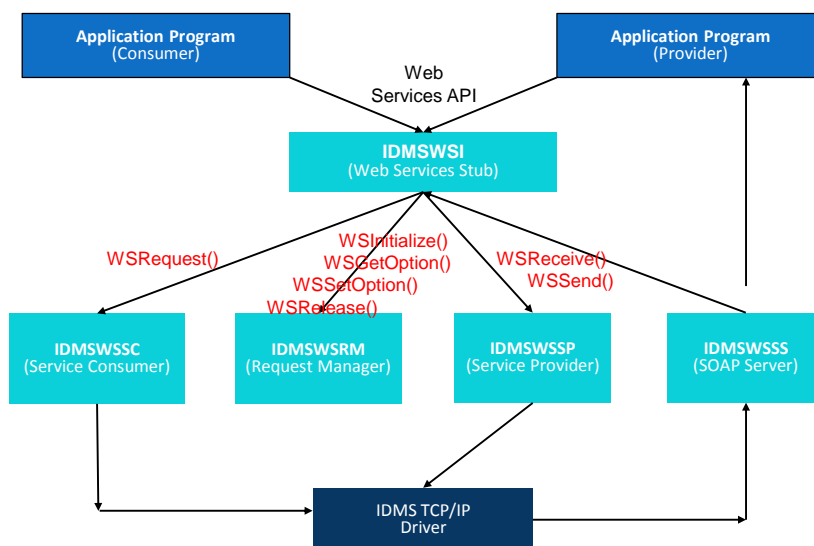 Application Program
(Consumer)
Application Program
(Provider)
Web
Services API
IDMSWSI
(Web Services Stub)
WSRequest()
WSInitialize()
WSGetOption()
WSSetOption()
WSRelease()
WSReceive()
WSSend()
IDMSWSSC
(Service Consumer)
IDMSWSRM
(Request Manager)
IDMSWSSP
(Service Provider)
IDMSWSSS
(SOAP Server)
IDMS TCP/IP
Driver